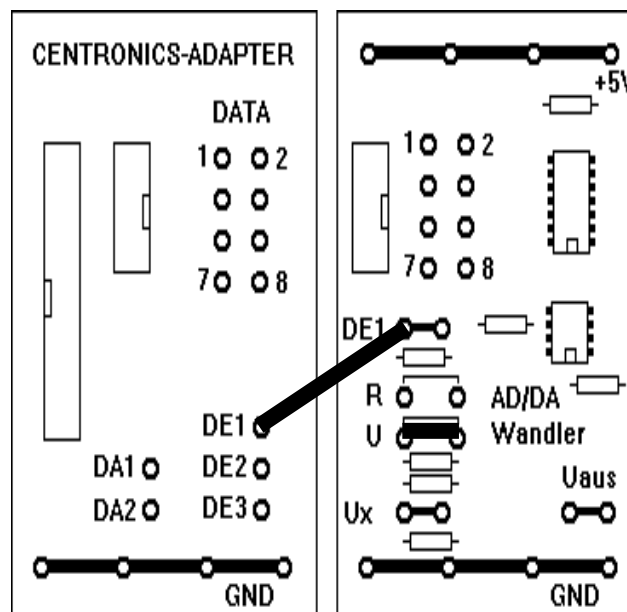 CENTRONICS-ADAPTER
DATA
1 2
7 8
DE1
DA1 DE2
DA2 DE3
GND
+5V
1 2
7 8
DE1
R AD/DA
U Wandler
Uaus
Ux
GND